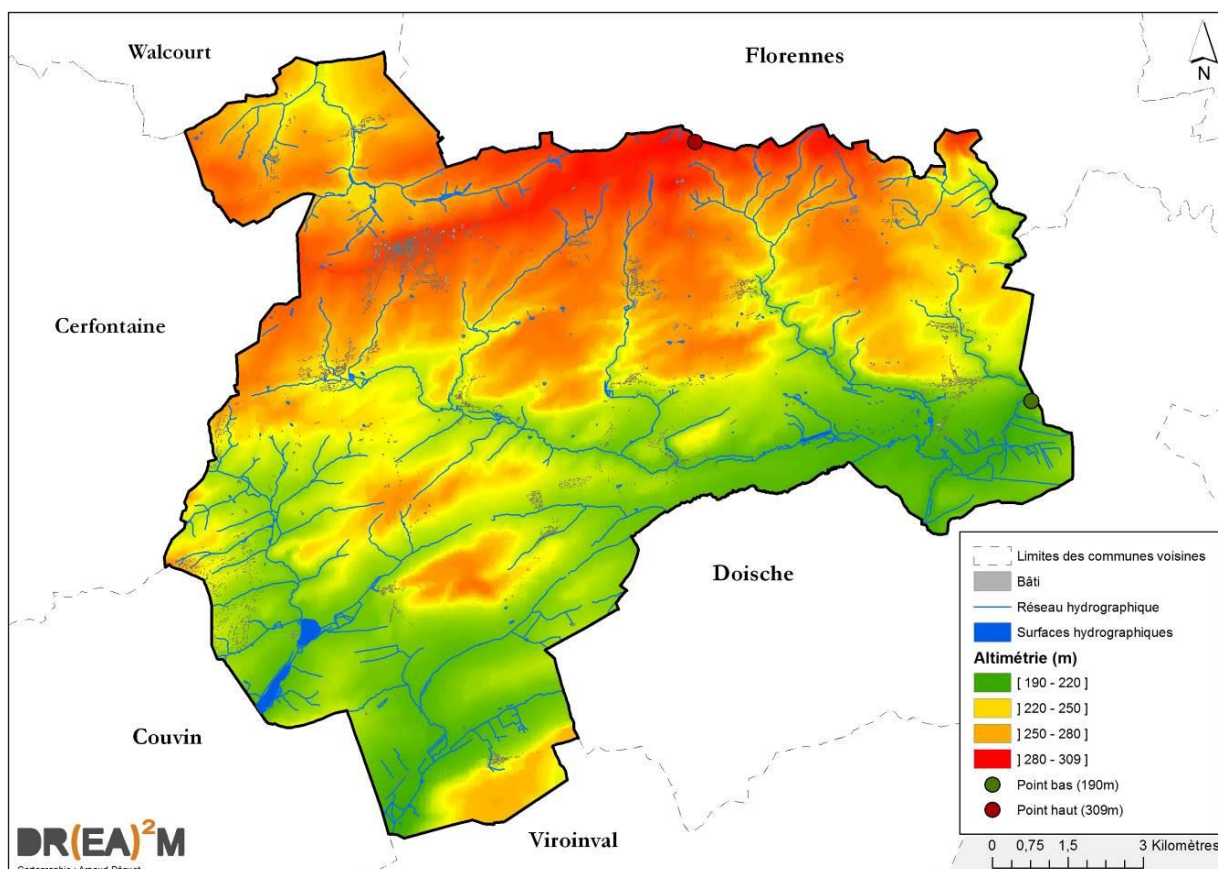 Walcourt
Florennes
N
Cerfontaine
Doische
Couvin
Viroinval
Limites des communes voisines
Bâti
Réseau hydrographique
Surfaces hydrographiques
Altimétrie (m)
[ 190 - 220 ]
] 220 - 250 ]
] 250 - 280 ]
] 280 - 309 ]
Point bas (190m)
Point haut (309m)
0 0,75 1,5 3 Kilomètres
DR(EA)²M